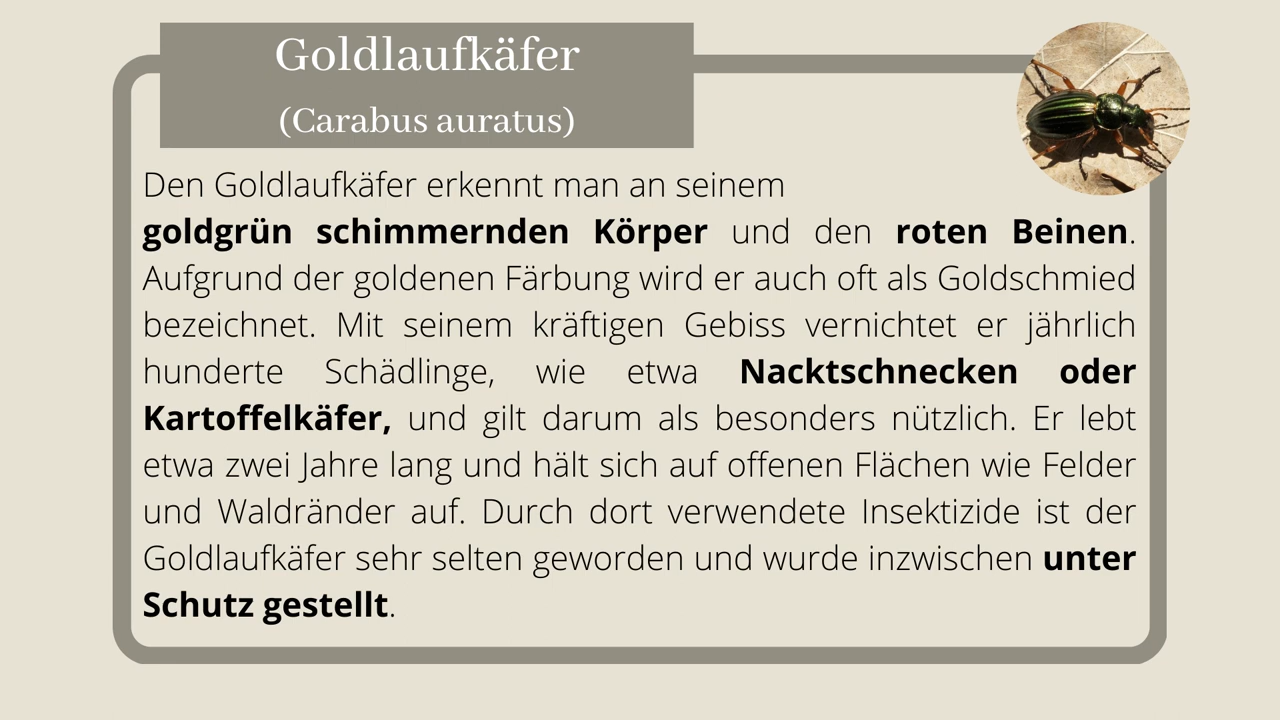 Goldlaufkäfer
(Carabus auratus)
Den Goldlaufkäfer erkennt man an seinem
goldgrün schimmernden Körper und den roten Beinen.
Aufgrund der goldenen Färbung wird er auch oft als Goldschmied
bezeichnet. Mit seinem kräftigen Gebiss vernichtet er jährlich
hunderte Schädlinge, wie etwa Nacktschnecken oder
Kartoffelkäfer, und gilt darum als besonders nützlich. Er lebt
etwa zwei Jahre lang und hält sich auf offenen Flächen wie Felder
und Waldränder auf. Durch dort verwendete Insektizide ist der
Goldlaufkäfer sehr selten geworden und wurde inzwischen unter
Schutz gestellt.